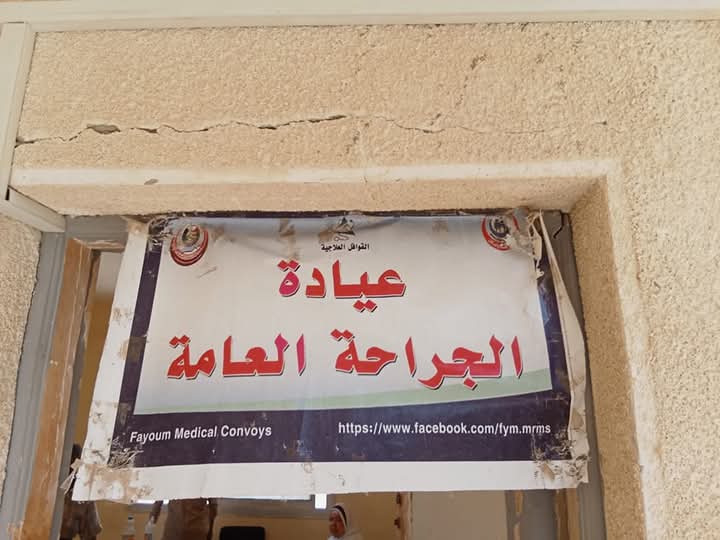 القوافل العلاجية
عيادة
الجراحة العامة
Fayoum Medical Convoys
https://www.facebook.com/fym.mrms